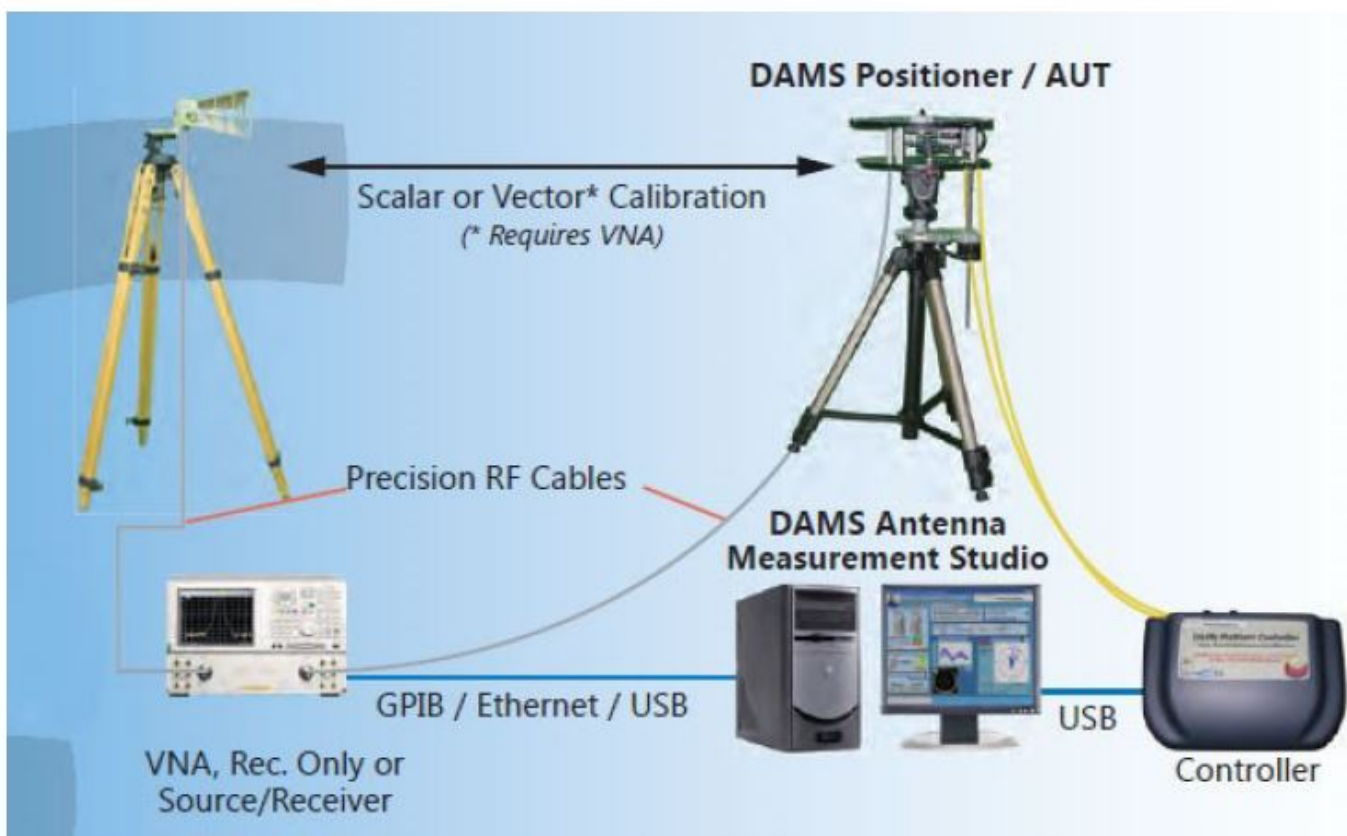 DAMS Positioner / AUT
Scalar or Vector* Calibration
(* Requires VNA)
Precision RF Cables
DAMS Antenna
Measurement Studio
GPIB / Ethernet / USB
USB
VNA, Rec. Only or
Source/Receiver
Controller